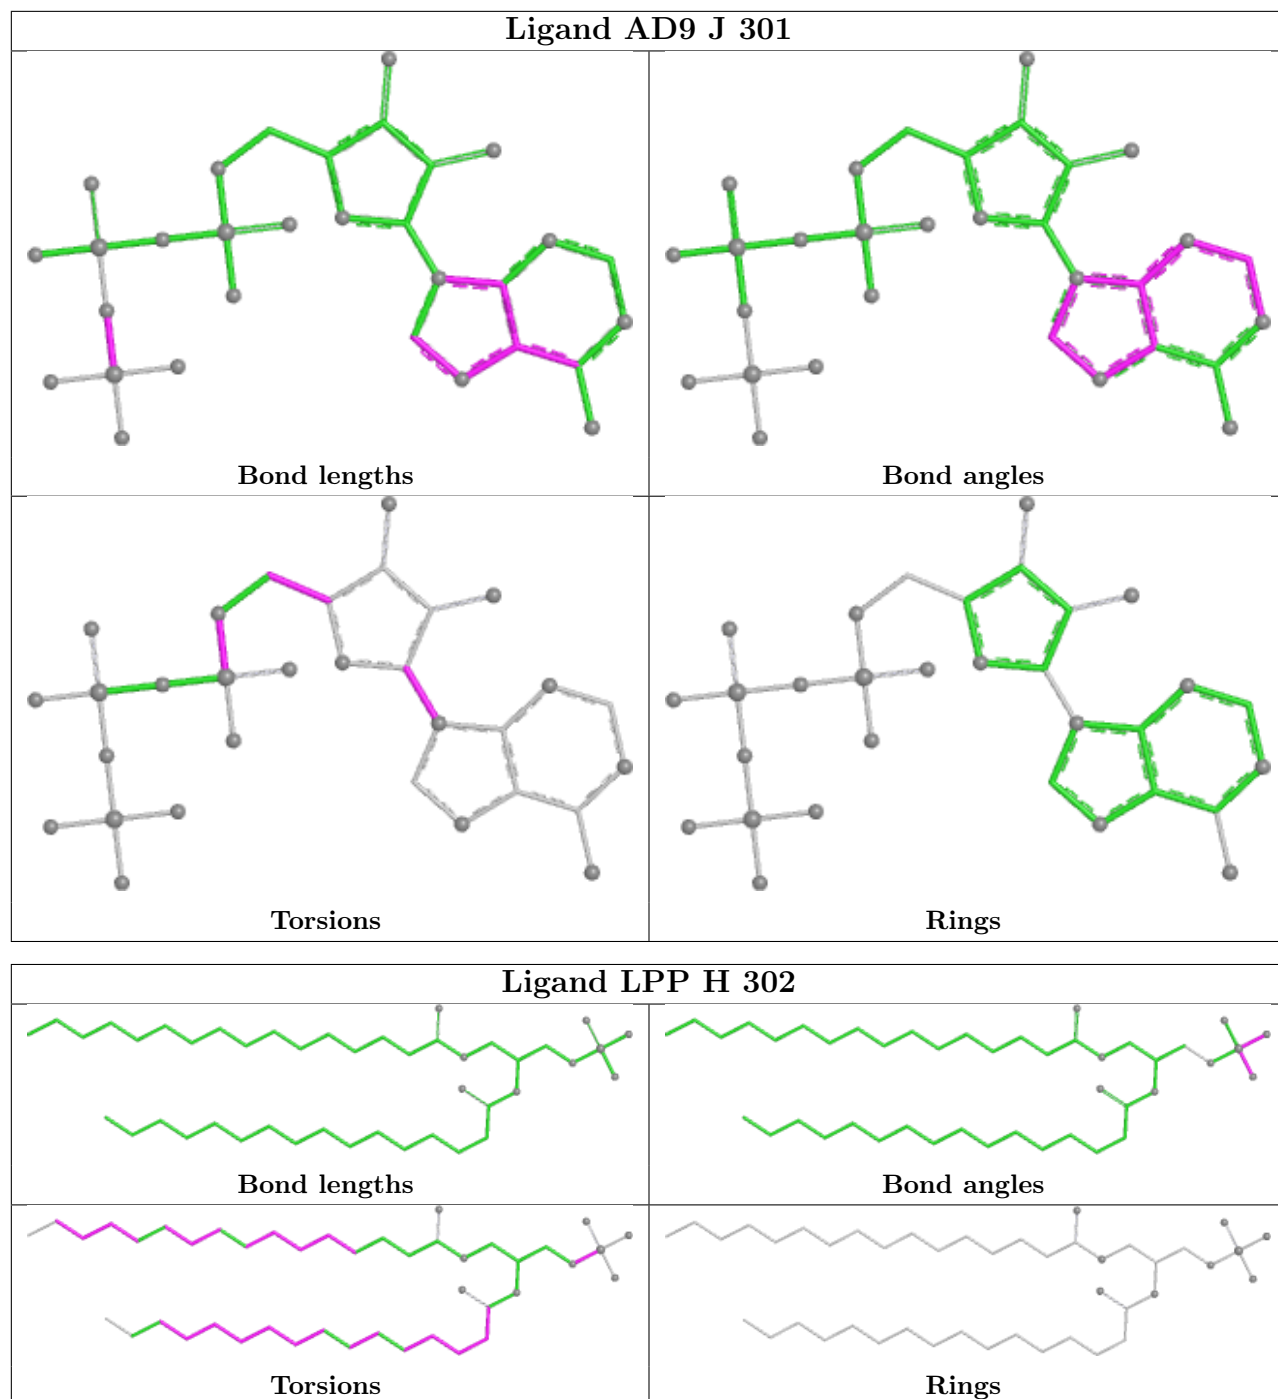 Ligand AD9 J 301
Bond lengths
Bond angles
Torsions
Rings
Ligand LPP H 302
Bond lengths
Bond angles
Torsions
Rings